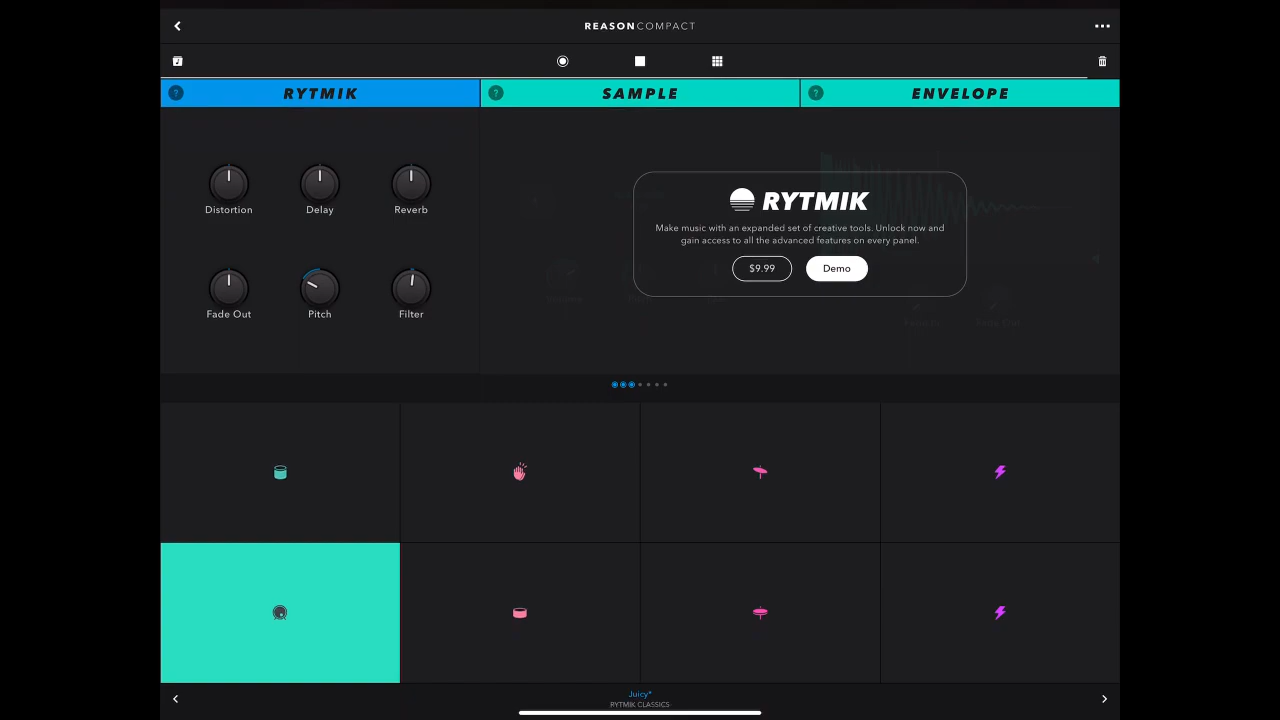 REASONCOMPACT
? RYTMIK
? SAMPLE
? ENVELOPE
Distortion Delay Reverb
RYTMIK
Make music with an expanded set of creative tools. Unlock now and
gain access to all the advanced features on every panel.
$9.99 Demo
Fade Out Pitch Filter
Juicy*
RYTMIK CLASSICS